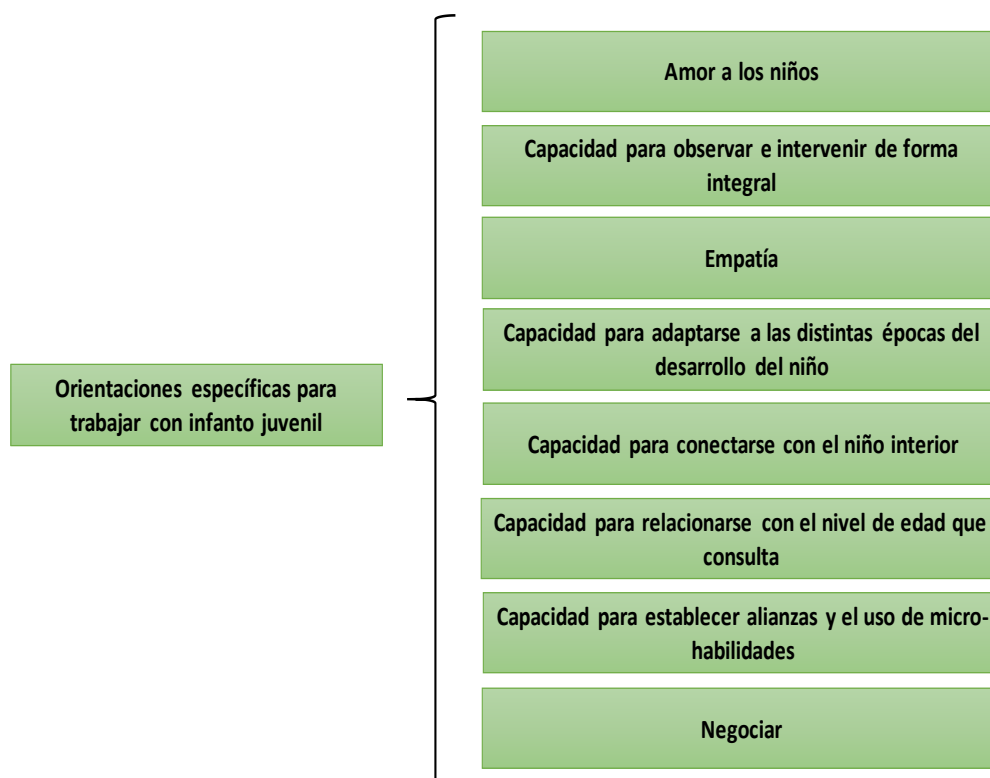 Orientaciones específicas para
trabajar con infanto juvenil
Amor a los niños
Capacidad para observar e intervenir de forma
integral
Empatía
Capacidad para adaptarse a las distintas épocas del
desarrollo del niño
Capacidad para conectarse con el niño interior
Capacidad para relacionarse con el nivel de edad que
consulta
Capacidad para establecer alianzas y el uso de micro-
habilidades
Negociar